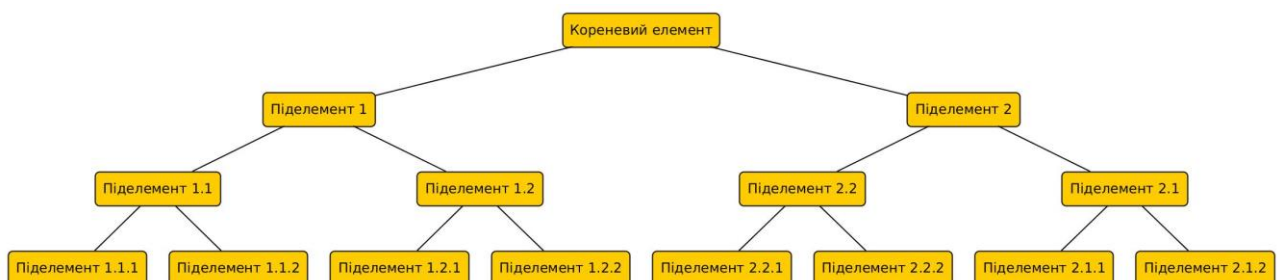 Кореневий елемент
Піделемент 1
Піделемент 2
Піделемент 1.1
Піделемент 1.2
Піделемент 2.2
Піделемент 2.1
Піделемент 1.1.1
Піделемент 1.1.2
Піделемент 1.2.1
Піделемент 1.2.2
Піделемент 2.2.1
Піделемент 2.2.2
Піделемент 2.1.1
Піделемент 2.1.2